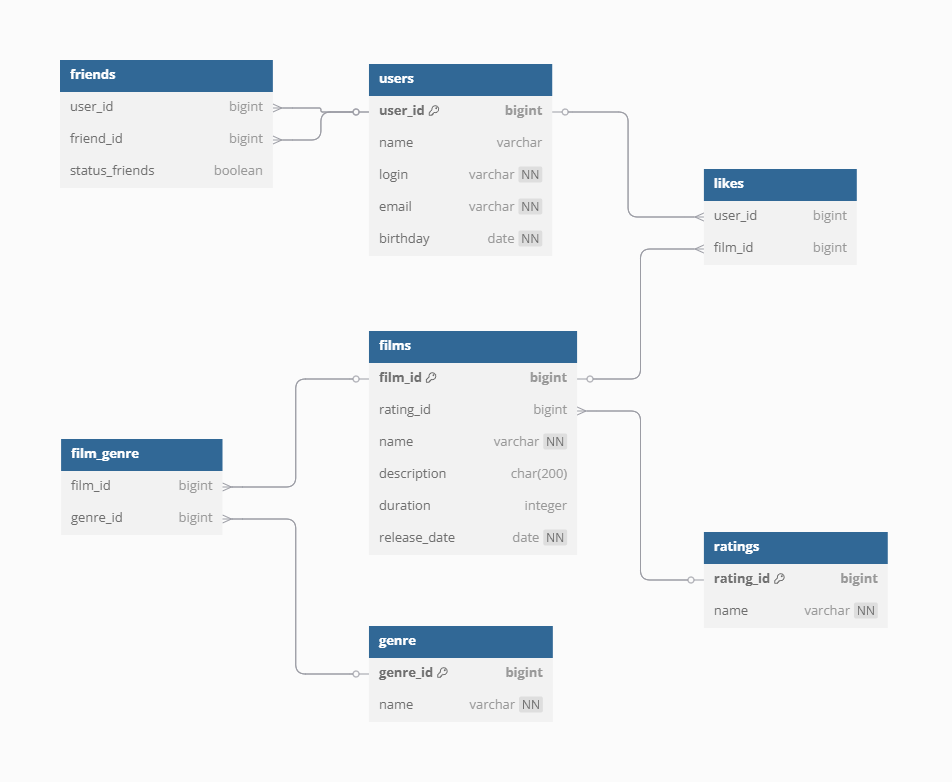 friends
user_id bigint
friend_id bigint
status_friends boolean
users
user_id bigint
name varchar
login varchar NN
email varchar NN
birthday date NN
likes
user_id bigint
film_id bigint
films
film_id bigint
rating_id bigint
name varchar NN
description char(200)
duration integer
release_date date NN
film_genre
film_id bigint
genre_id bigint
ratings
rating_id bigint
name varchar NN
genre
genre_id bigint
name varchar NN